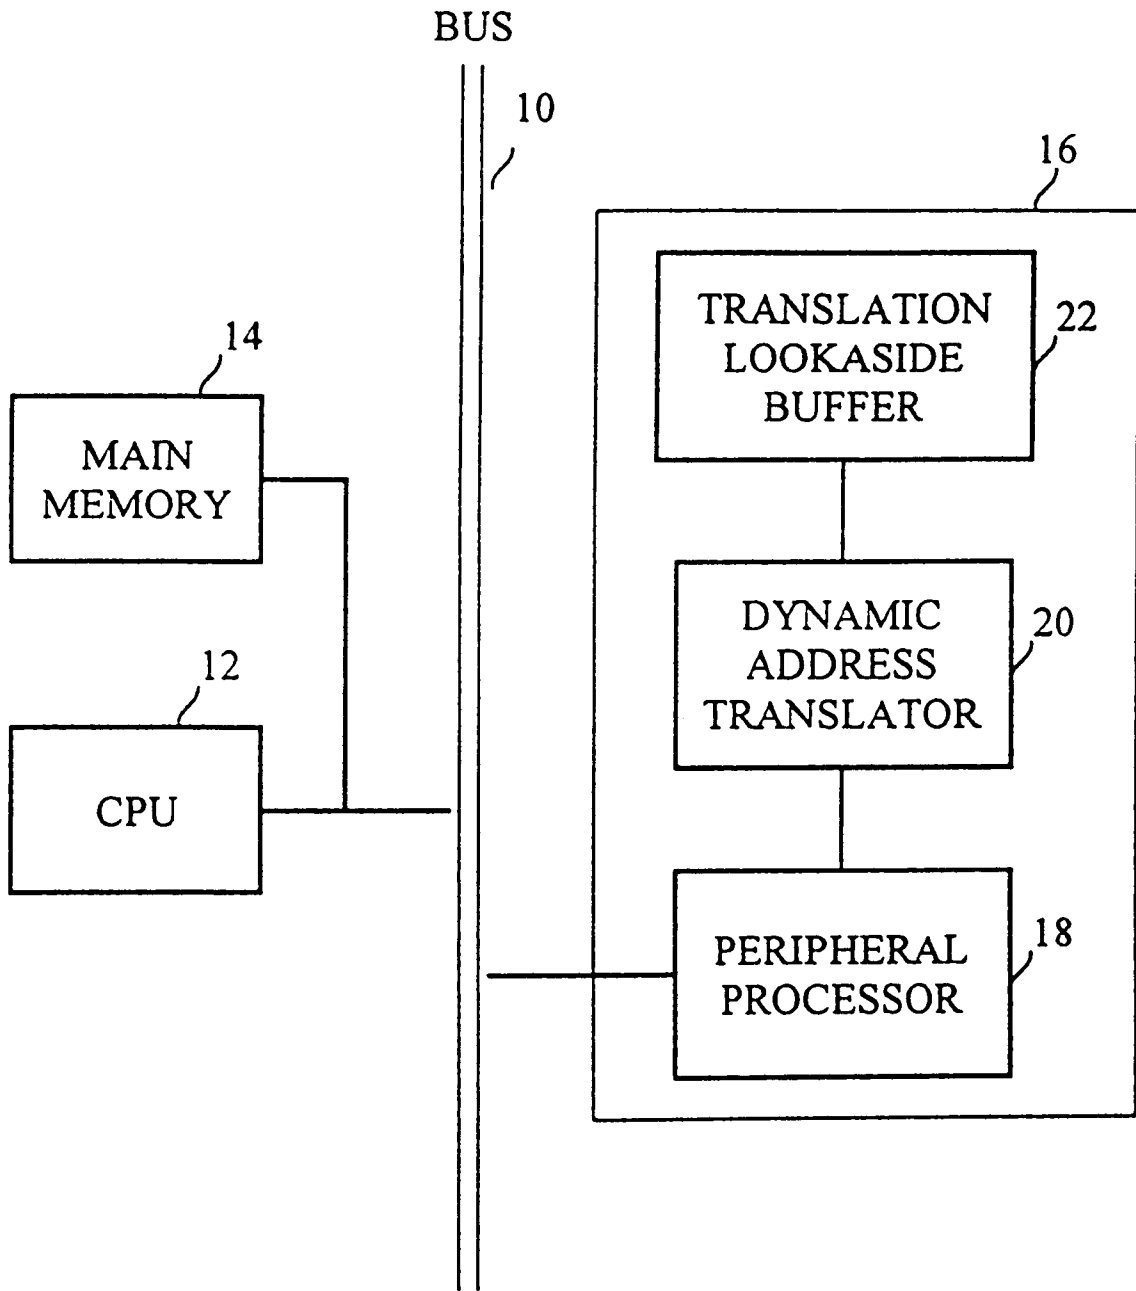 BUS
10
16
TRANSLATION
LOOKASIDE
BUFFER
22
14
MAIN
MEMORY
DYNAMIC
ADDRESS
TRANSLATOR
20
12
CPU
PERIPHERAL
PROCESSOR
18